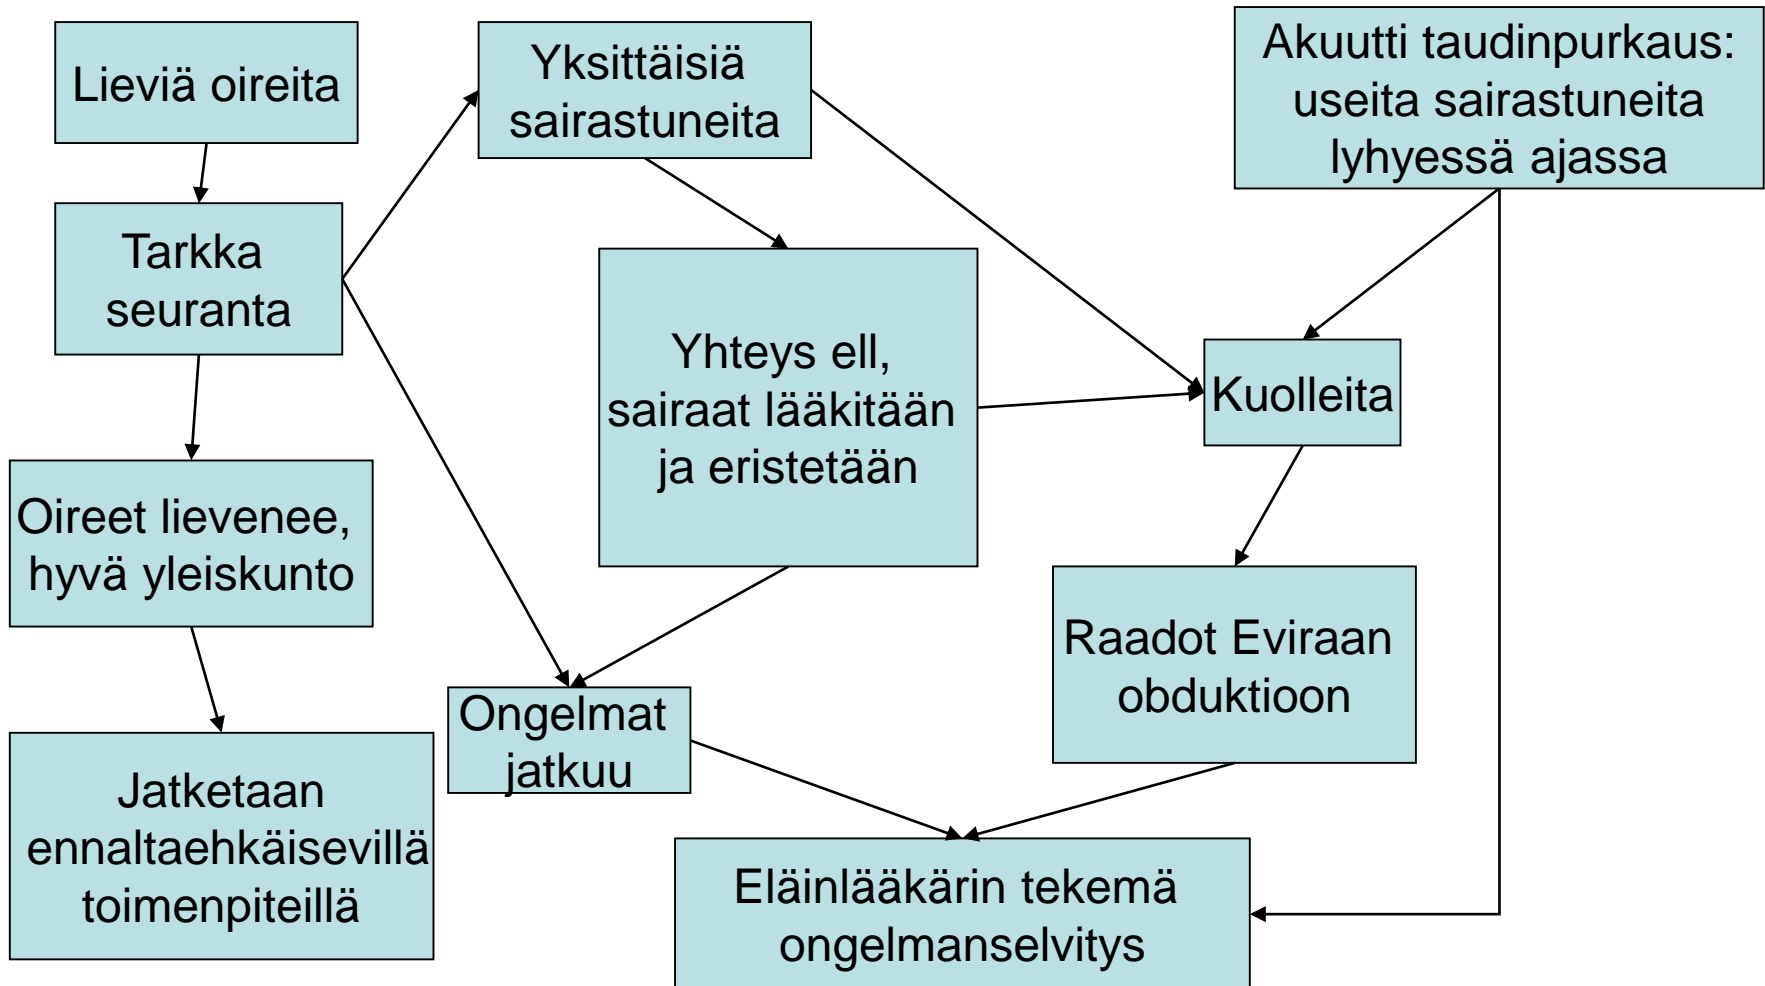 Lieviä oireita
Yksittäisiä
sairastuneita
Akuutti taudinpurkaus:
useita sairastuneita
lyhyessä ajassa
Tarkka
seuranta
Yhteys ell,
sairaat lääkitään
ja eristetään
Kuolleita
Oireet lievenee,
hyvä yleiskunto
Raadot Eviraan
obduktioon
Ongelmat
jatkuu
Jatketaan
ennaltaehkäisevillä
toimenpiteillä
Eläinlääkärin tekemä
ongelmanselvitys